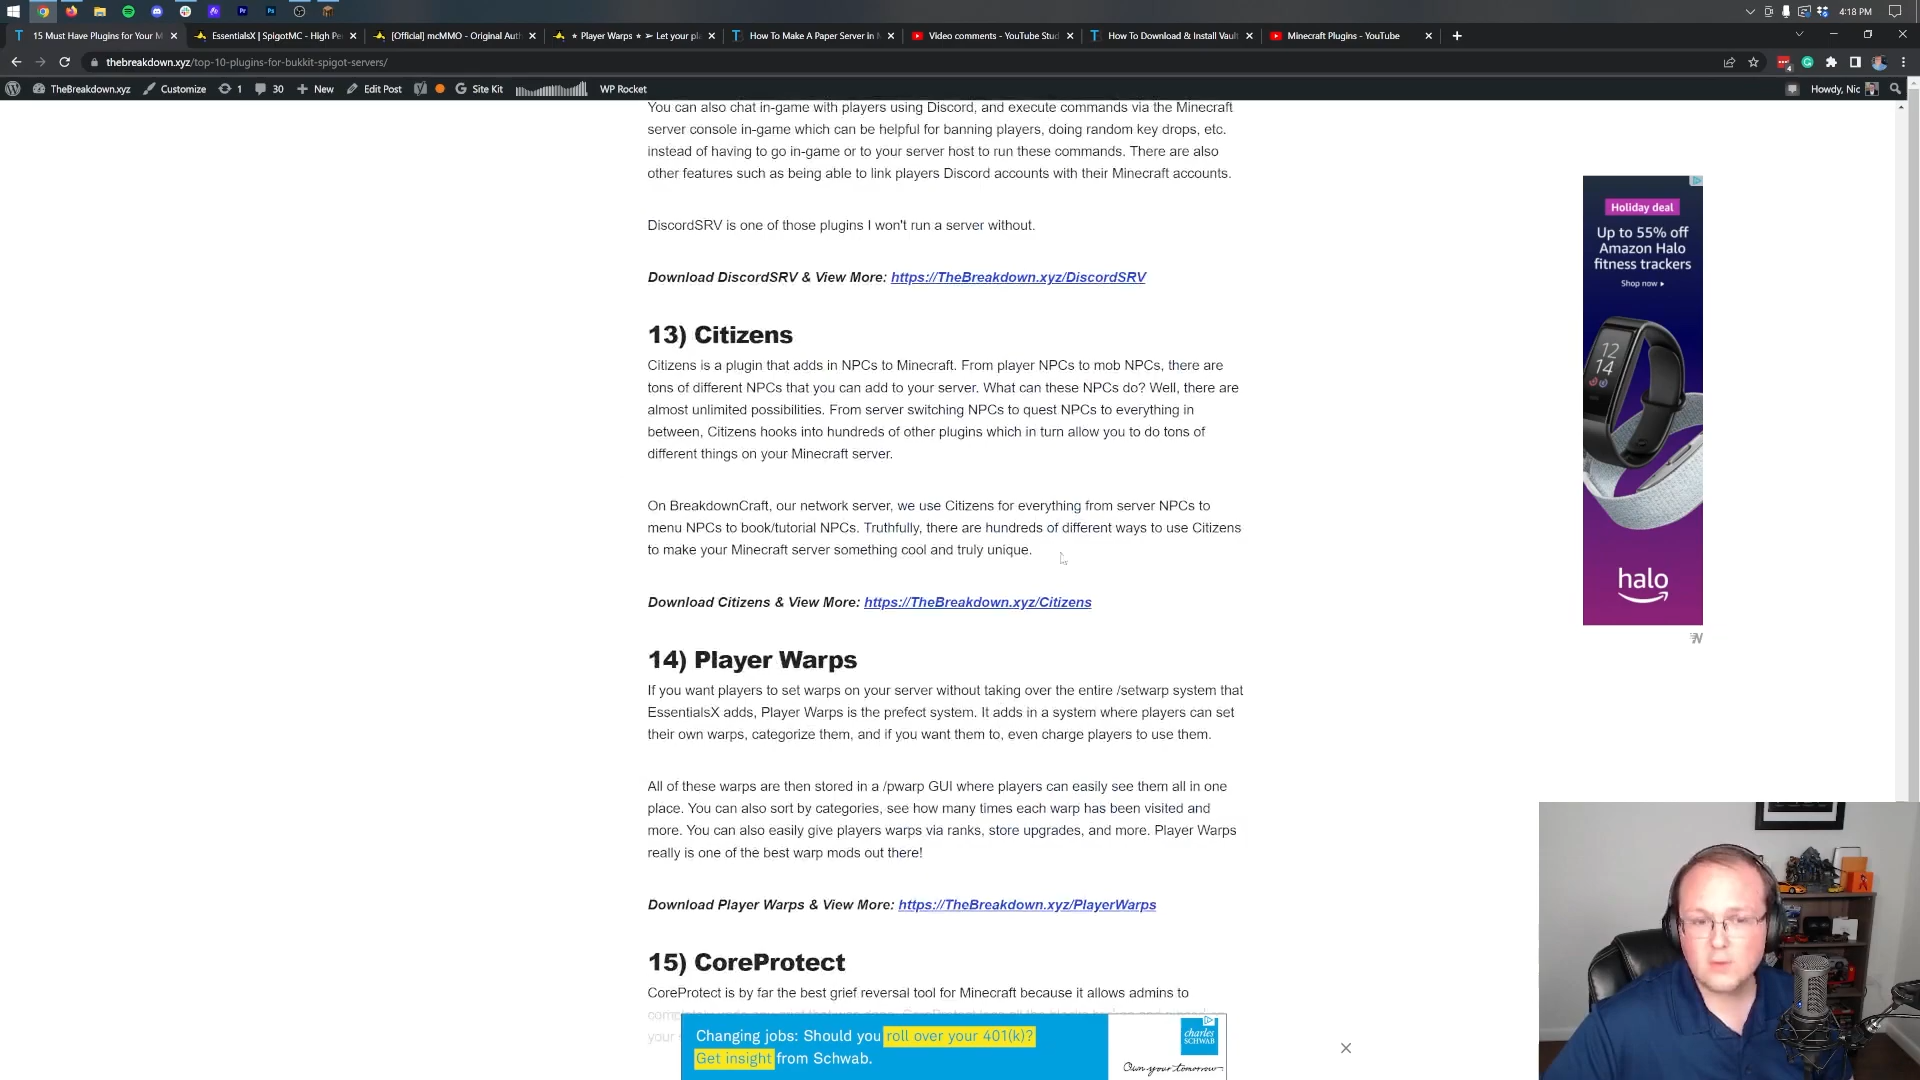 4:18 PM
15 Must Have Plugins for Your M
EssentialsX | SpigotMC - High Pe
[Official] mcMMO - Original Auth
⭑ Player Warps ⭑ ➢ Let your pla
How To Make A Paper Server in M
Video comments - YouTube Stud
How To Download & Install Vault
Minecraft Plugins - YouTube
thebreakdown.xyz/top-10-plugins-for-bukkit-spigot-servers/
TheBreakdown.xyz
Customize
1
30
New
Edit Post
Site Kit
WP Rocket
Howdy, Nic
You can also chat in-game with players using Discord, and execute commands via the Minecraft
server console in-game which can be helpful for banning players, doing random key drops, etc.
instead of having to go in-game or to your server host to run these commands. There are also
other features such as being able to link players Discord accounts with their Minecraft accounts.
DiscordSRV is one of those plugins I won't run a server without.
Download DiscordSRV & View More: https://TheBreakdown.xyz/DiscordSRV
13) Citizens
Citizens is a plugin that adds in NPCs to Minecraft. From player NPCs to mob NPCs, there are
tons of different NPCs that you can add to your server. What can these NPCs do? Well, there are
almost unlimited possibilities. From server switching NPCs to quest NPCs to everything in
between, Citizens hooks into hundreds of other plugins which in turn allow you to do tons of
different things on your Minecraft server.
On BreakdownCraft, our network server, we use Citizens for everything from server NPCs to
menu NPCs to book/tutorial NPCs. Truthfully, there are hundreds of different ways to use Citizens
to make your Minecraft server something cool and truly unique.
Download Citizens & View More: https://TheBreakdown.xyz/Citizens
14) Player Warps
If you want players to set warps on your server without taking over the entire /setwarp system that
EssentialsX adds, Player Warps is the prefect system. It adds in a system where players can set
their own warps, categorize them, and if you want them to, even charge players to use them.
All of these warps are then stored in a /pwarp GUI where players can easily see them all in one
place. You can also sort by categories, see how many times each warp has been visited and
more. You can also easily give players warps via ranks, store upgrades, and more. Player Warps
really is one of the best warp mods out there!
Download Player Warps & View More: https://TheBreakdown.xyz/PlayerWarps
15) CoreProtect
CoreProtect is by far the best grief reversal tool for Minecraft because it allows admins to
your
Holiday deal
Up to 55% off
Amazon Halo
fitness trackers
Shop now ▸
12
14
halo
Changing jobs: Should you roll over your 401(k)?
Get insight from Schwab.
charles
SCHWAB
Own your tomorrow.